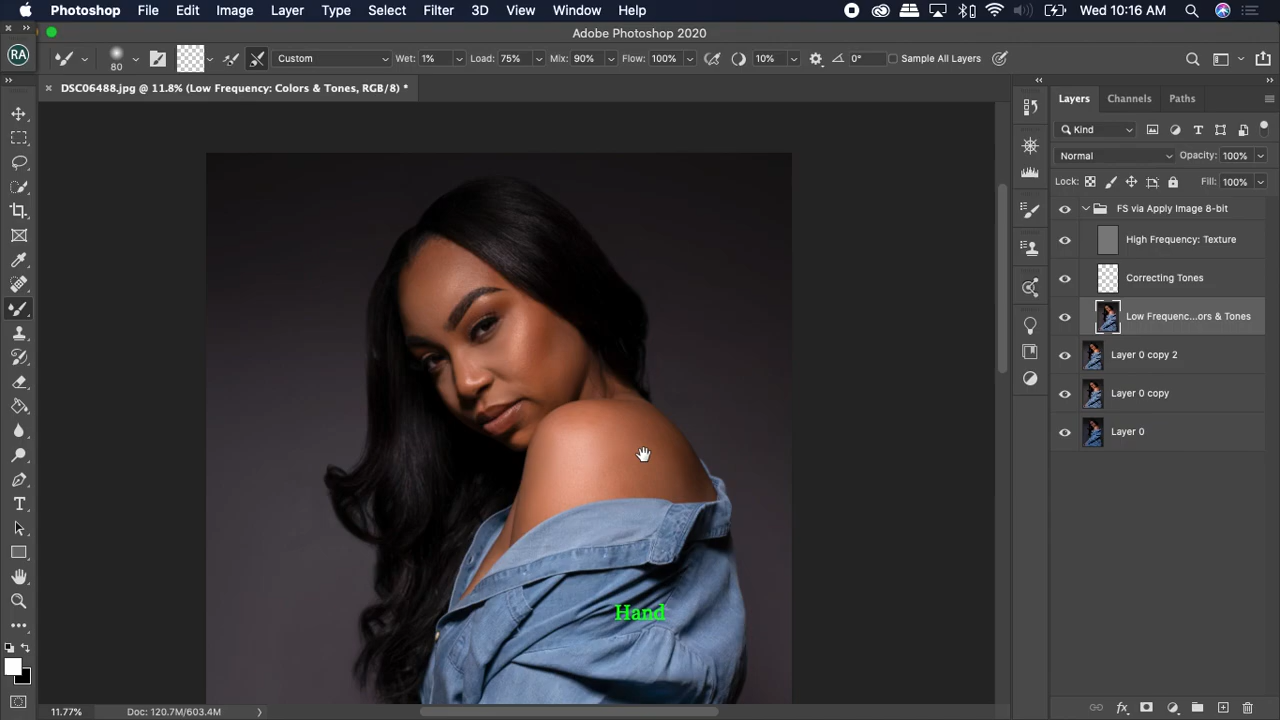 Photoshop File Edit Image Layer Type Select Filter 3D View Window Help Wed 10:16 AM
Adobe Photoshop 2020
RA
80 Custom Wet: 1% Load: 75% Mix: 90% Flow: 100% 10% 0° Sample All Layers
DSC06488.jpg @ 11.8% (Low Frequency: Colors & Tones, RGB/8) *
Layers Channels Paths
Kind
Normal Opacity: 100%
Lock: Fill: 100%
FS via Apply Image 8-bit
High Frequency: Texture
Correcting Tones
Low Frequenc...ors & Tones
Layer 0 copy 2
Layer 0 copy
Layer 0
Hand
11.77% Doc: 120.7M/603.4M